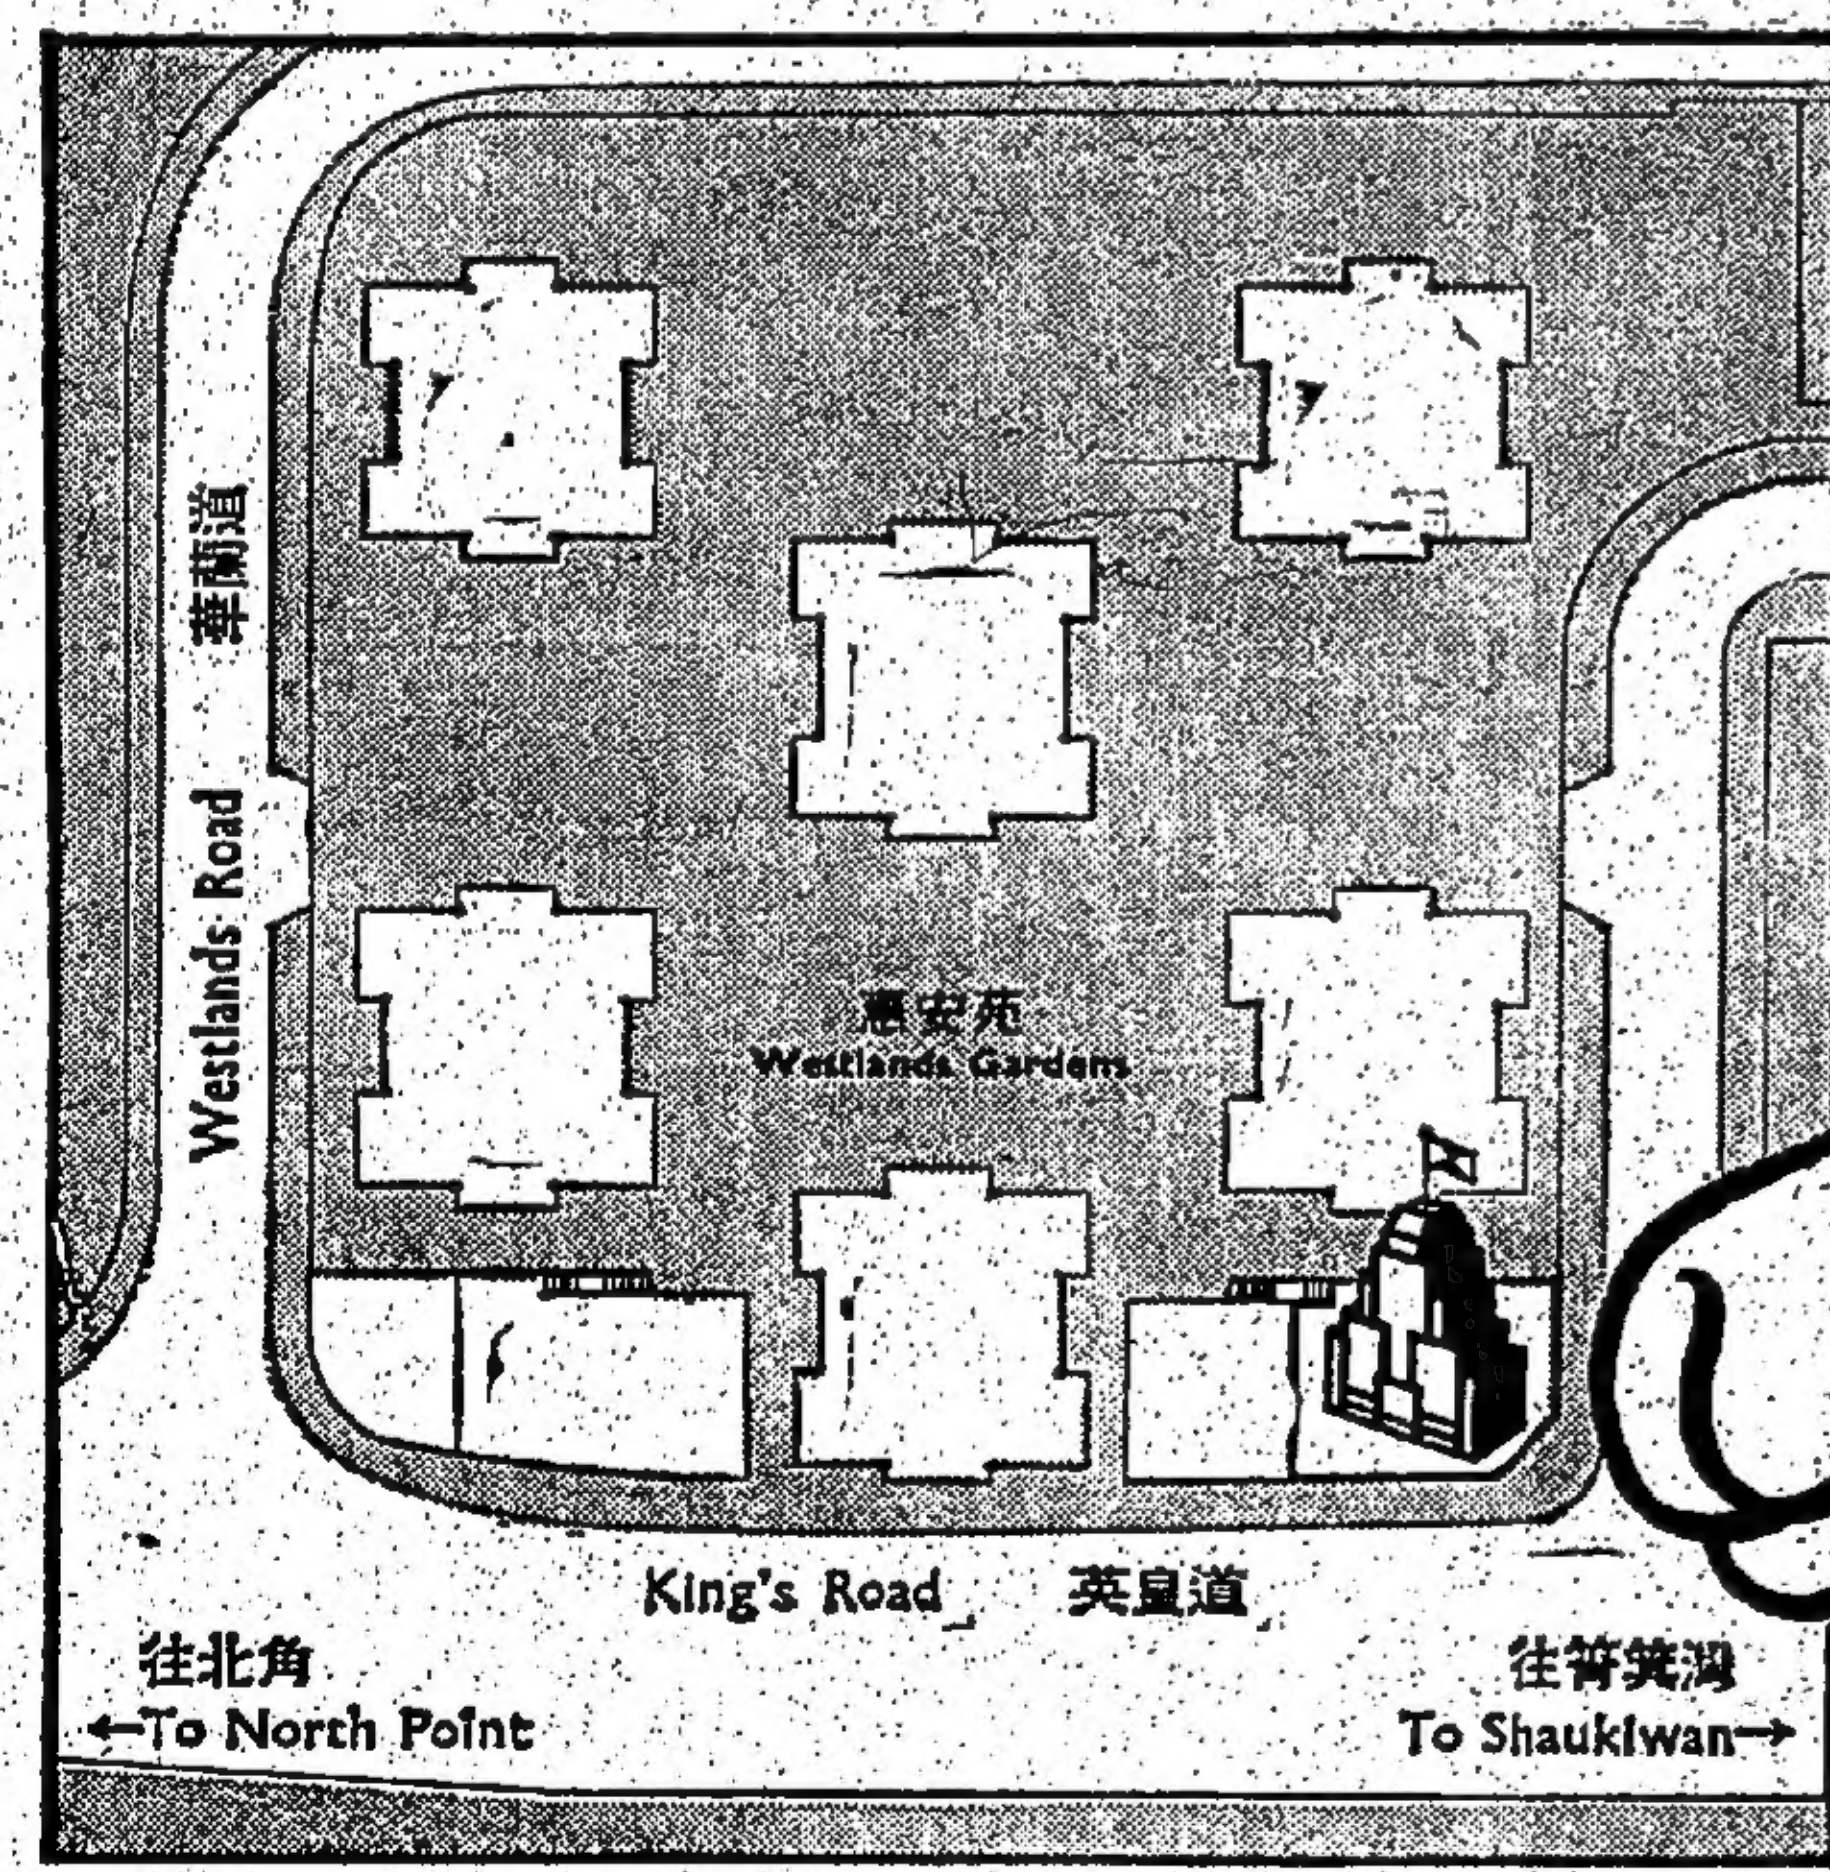 華蘭道
Westlands Road
惠安苑
Westlands Gardens
King's Road 英皇道
往北角
←To North Point
往筲箕灣
To Shaukiwan→